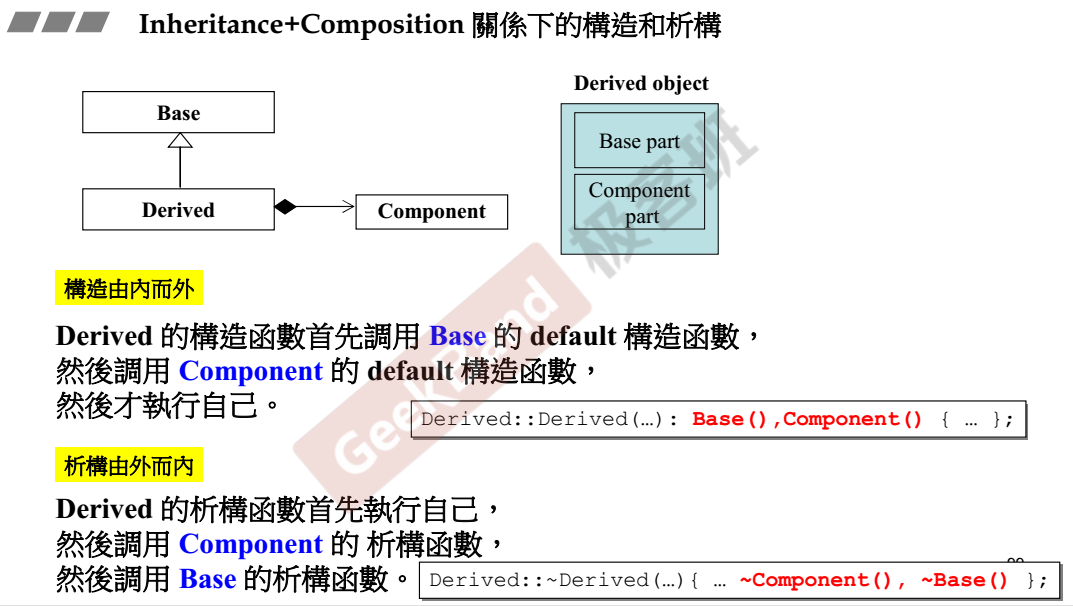 Inheritance+Composition 關係下的構造和析構
Derived object
Base
Base part
Component
part
Derived
Component
構造由內而外
Derived 的構造函數首先調用 Base 的 default 構造函數，
然後調用 Component 的 default 構造函數，
然後才執行自己。
Derived::Derived(…): Base(),Component() { … };
析構由外而內
Derived 的析構函數首先執行自己，
然後調用 Component 的 析構函數，
然後調用 Base 的析構函數。
Derived::~Derived(…){ … ~Component(), ~Base() };
GeekBand 极客班